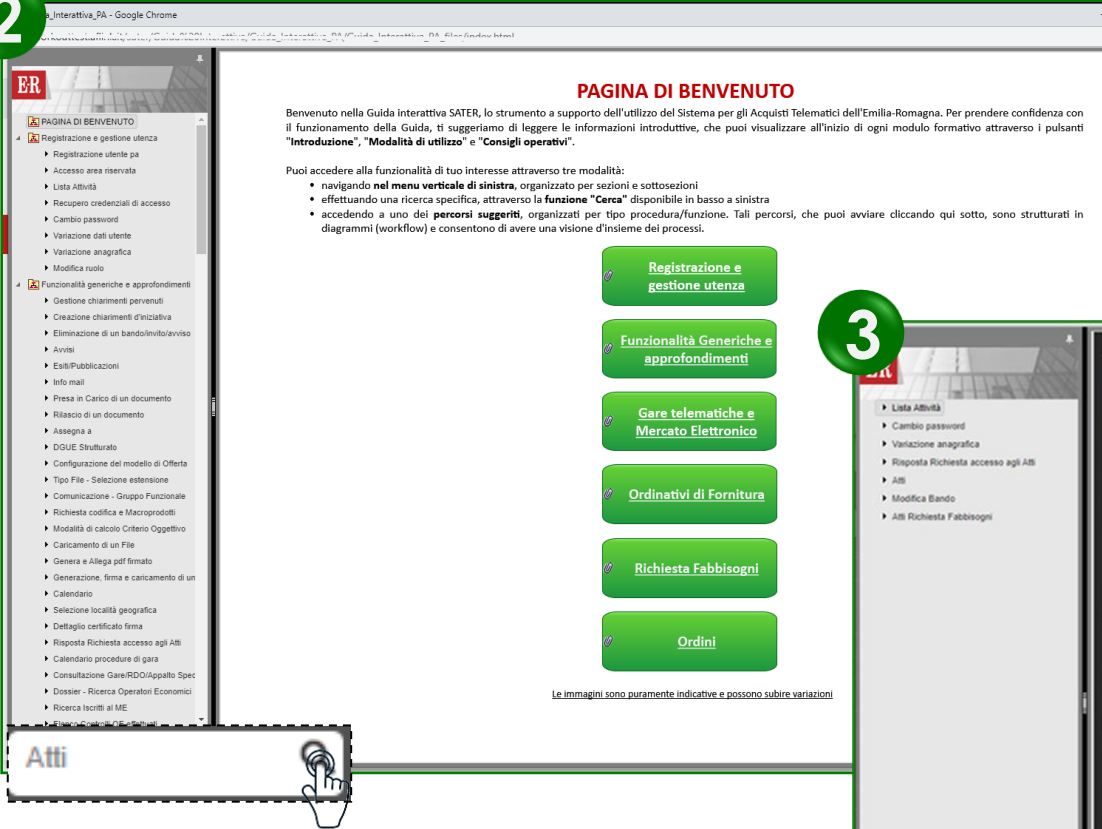 2
a_Interattiva_PA - Google Chrome
E-R
PAGINA DI BENVENUTO
Registrazione e gestione utenza
Registrazione utente pa
Accesso area riservata
Lista Attività
Recupero credenziali di accesso
Cambio password
Variazione dati utente
Variazione anagrafica
Modifica ruolo
Funzionalità generiche e approfondimenti
Gestione chiarimenti pervenuti
Creazione chiarimenti d'iniziativa
Eliminazione di un bando/invito/avviso
Avvisi
Esiti/Pubblicazioni
Info mail
Presa in Carico di un documento
Rilascio di un documento
Assegna a
DGUE Strutturato
Configurazione del modello di Offerta
Tipo File - Selezione estensione
Comunicazione - Gruppo Funzionale
Richiesta codifica e Macroprodotti
Modalità di calcolo Criterio Oggettivo
Caricamento di un File
Genera e Allega pdf firmato
Generazione, firma e caricamento di un
Calendario
Selezione località geografica
Dettaglio certificato firma
Risposta Richiesta accesso agli Atti
Calendario procedure di gara
Consultazione Gare/RDO/Appalto Spec
Dossier - Ricerca Operatori Economici
Ricerca Iscritti al ME
Elenco Controlli OE effettuati
Atti
PAGINA DI BENVENUTO
Benvenuto nella Guida interattiva SATER, lo strumento a supporto dell'utilizzo del Sistema per gli Acquisti Telematici dell'Emilia-Romagna. Per prendere confidenza con
il funzionamento della Guida, ti suggeriamo di leggere le informazioni introduttive, che puoi visualizzare all'inizio di ogni modulo formativo attraverso i pulsanti
"Introduzione", "Modalità di utilizzo" e "Consigli operativi".
Puoi accedere alla funzionalità di tuo interesse attraverso tre modalità:
• navigando nel menu verticale di sinistra, organizzato per sezioni e sottosezioni
• effettuando una ricerca specifica, attraverso la funzione "Cerca" disponibile in basso a sinistra
• accedendo a uno dei percorsi suggeriti, organizzati per tipo procedura/funzione. Tali percorsi, che puoi avviare cliccando qui sotto, sono strutturati in
diagrammi (workflow) e consentono di avere una visione d'insieme dei processi.
Registrazione e
gestione utenza
Funzionalità Generiche e
approfondimenti
Gare telematiche e
Mercato Elettronico
Ordinativi di Fornitura
Richiesta Fabbisogni
Ordini
Le immagini sono puramente indicative e possono subire variazioni
3
Lista Attività
Cambio password
Variazione anagrafica
Risposta Richiesta accesso agli Atti
Atti
Modifica Bando
Atti Richiesta Fabbisogni